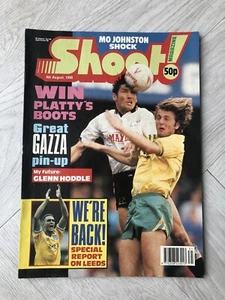 MO JOHNSTON
SHOCK
Shoot!
MAGAZINE
50p
4th August, 1990
WIN
PLATTY'S
BOOTS
Great
GAZZA
pin-up
My Future:
GLENN HODDLE
WE'RE
BACK!
SPECIAL
REPORT
ON LEEDS